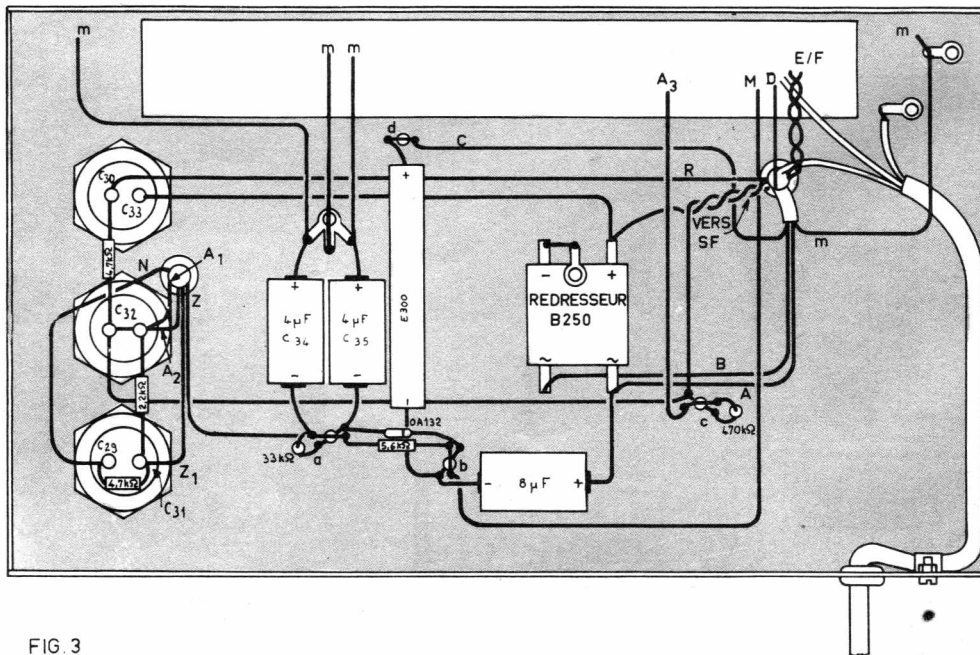 m
m m
A3
M D
E/F
m
d
C
R
C30
C33
VERS
SF
m
4,7kΩ
N
A1
Z
- +
REDRESSEUR
B250
~ ~
C32
A2
+ +
4µF
C34
4µF
C35
- -
+
E300
-
B
A
2,2kΩ
C29
4,7kΩ
Z1
C31
33kΩ
a
OA132
5,6kΩ
b
- 8µF +
c
470kΩ
FIG.3